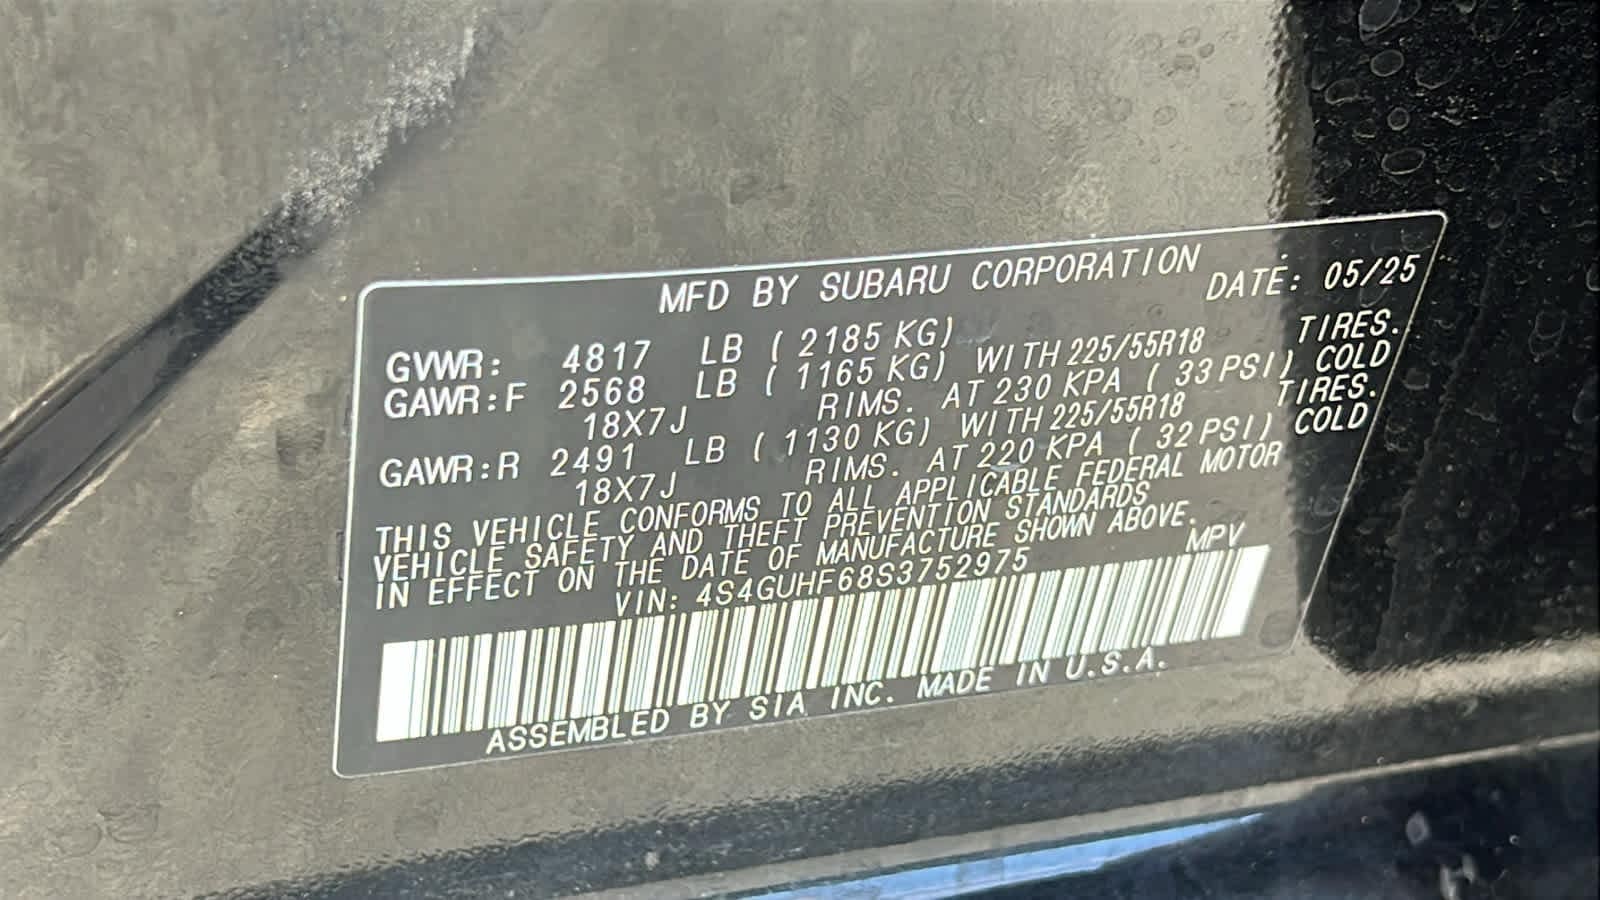 MFD BY SUBARU CORPORATION
DATE: 05/25
GVWR: 4817 LB ( 2185 KG)
GAWR:F 2568 LB ( 1165 KG) WITH 225/55R18 TIRES.
18X7J RIMS. AT 230 KPA ( 33 PSI) COLD
GAWR:R 2491 LB ( 1130 KG) WITH 225/55R18 TIRES.
18X7J RIMS. AT 220 KPA ( 32 PSI) COLD
THIS VEHICLE CONFORMS TO ALL APPLICABLE FEDERAL MOTOR
VEHICLE SAFETY AND THEFT PREVENTION STANDARDS
IN EFFECT ON THE DATE OF MANUFACTURE SHOWN ABOVE.
VIN: 4S4GUHF68S3752975 MPV
ASSEMBLED BY SIA INC. MADE IN U.S.A.